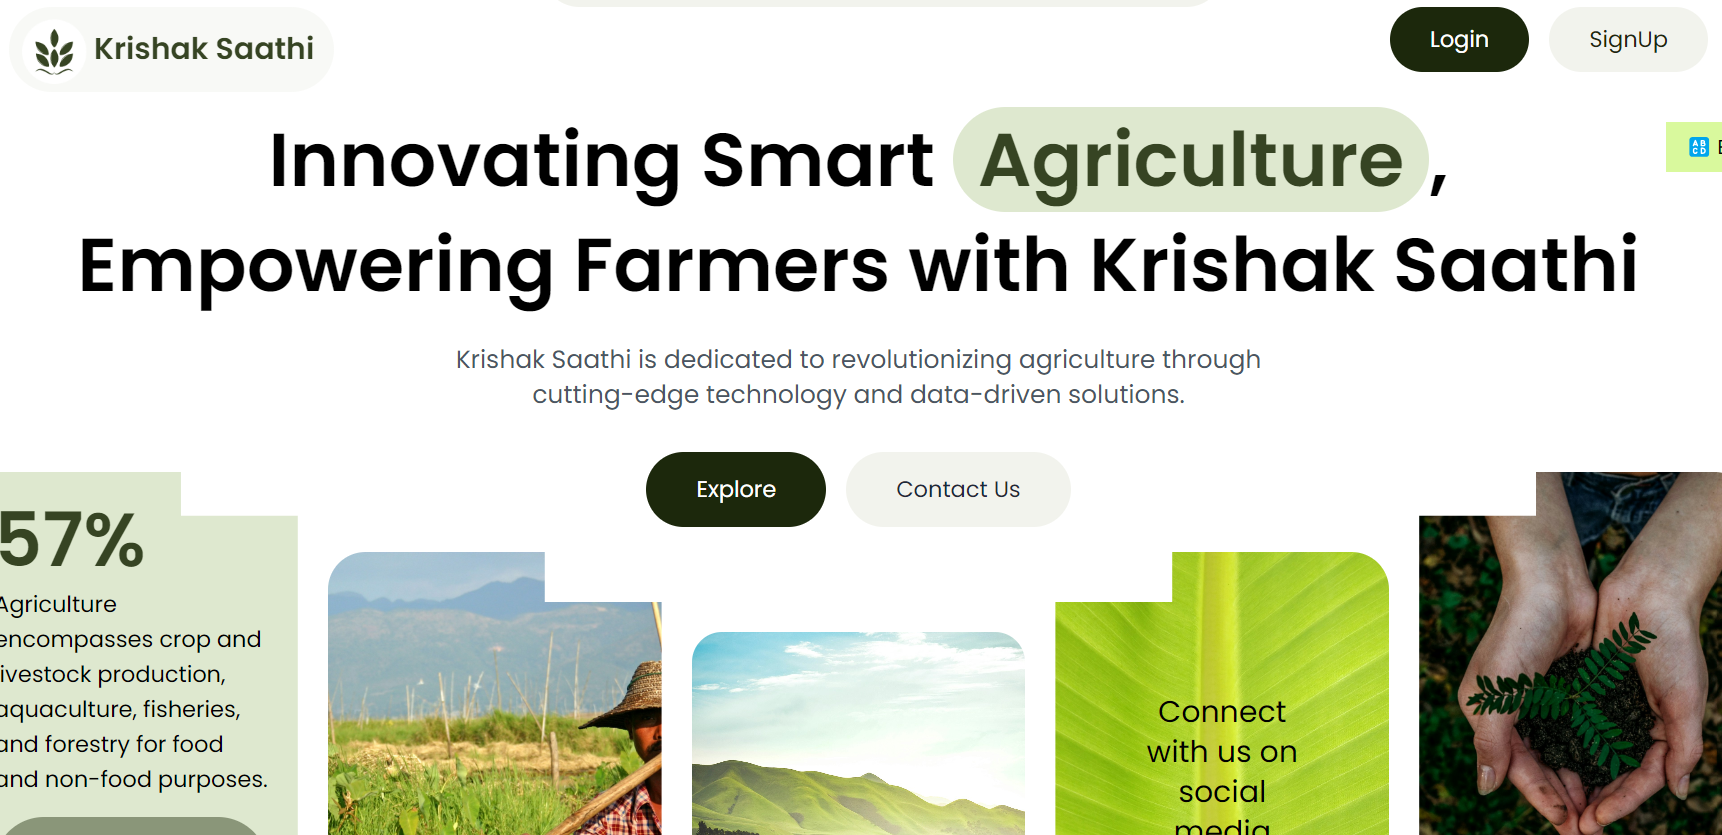 Krishak Saathi
Login
SignUp
Innovating Smart Agriculture ,
Empowering Farmers with Krishak Saathi
Krishak Saathi is dedicated to revolutionizing agriculture through
cutting-edge technology and data-driven solutions.
Explore
Contact Us
57%
Agriculture
encompasses crop and
livestock production,
aquaculture, fisheries,
and forestry for food
and non-food purposes.
Connect
with us on
social
media